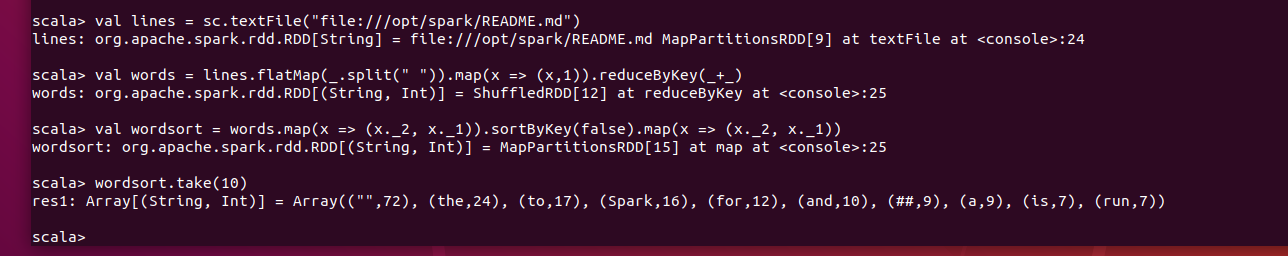 scala> val lines = sc.textFile("file:///opt/spark/README.md")
lines: org.apache.spark.rdd.RDD[String] = file:///opt/spark/README.md MapPartitionsRDD[9] at textFile at <console>:24
scala> val words = lines.flatMap(_.split(" ")).map(x => (x,1)).reduceByKey(_+_)
words: org.apache.spark.rdd.RDD[(String, Int)] = ShuffledRDD[12] at reduceByKey at <console>:25
scala> val wordsort = words.map(x => (x._2, x._1)).sortByKey(false).map(x => (x._2, x._1))
wordsort: org.apache.spark.rdd.RDD[(String, Int)] = MapPartitionsRDD[15] at map at <console>:25
scala> wordsort.take(10)
res1: Array[(String, Int)] = Array(("",72), (the,24), (to,17), (Spark,16), (for,12), (and,10), (##,9), (a,9), (is,7), (run,7))
scala>